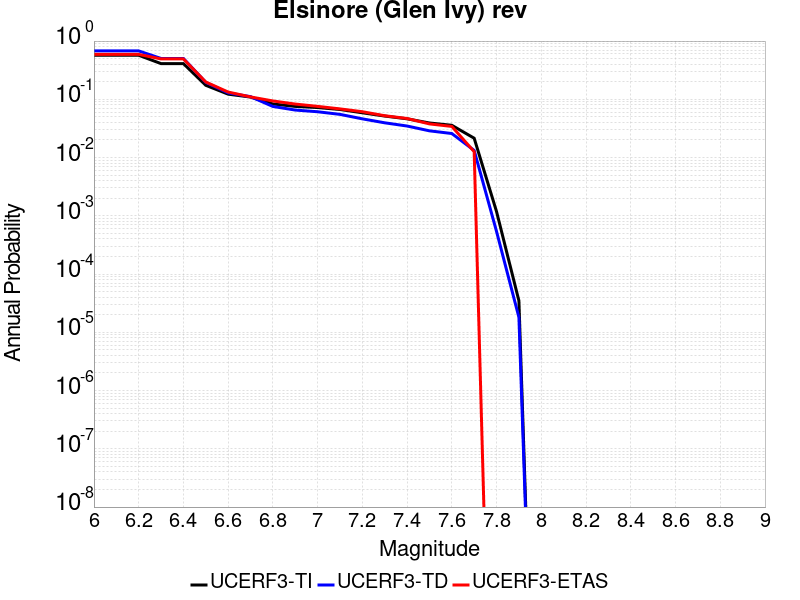 Elsinore (Glen Ivy) rev
10^0
10^-1
10^-2
10^-3
10^-4
10^-5
10^-6
10^-7
10^-8
Annual Probability
6 6.2 6.4 6.6 6.8 7 7.2 7.4 7.6 7.8 8 8.2 8.4 8.6 8.8 9
Magnitude
UCERF3-TI UCERF3-TD UCERF3-ETAS